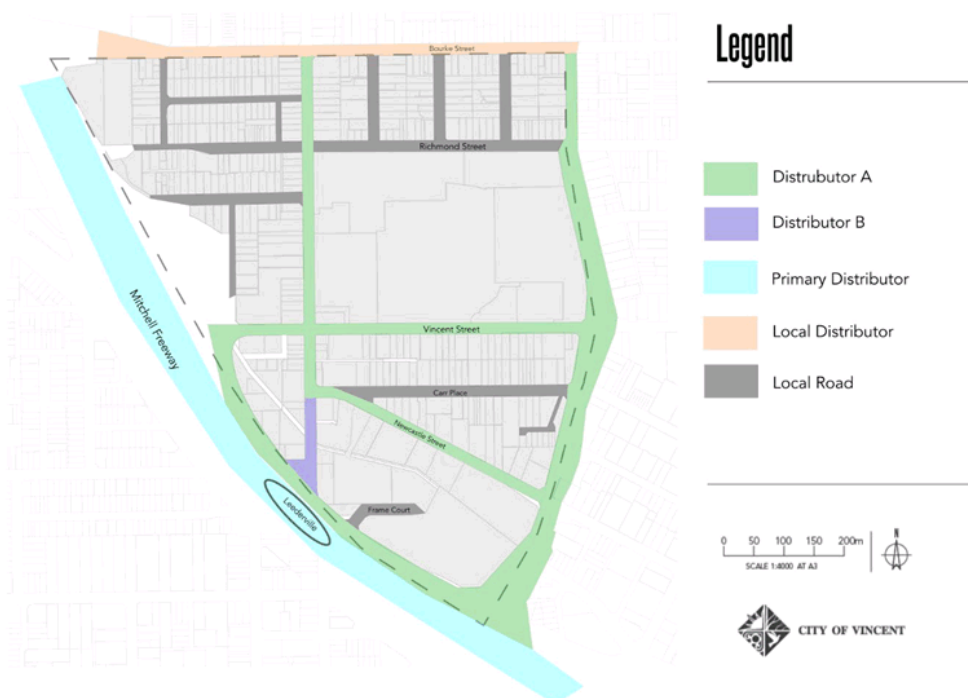 Bourke Street
Richmond Street
Mitchell Freeway
Vincent Street
Carr Place
Newcastle Street
Leederville
Frame Court
Legend
Distrubutor A
Distributor B
Primary Distributor
Local Distributor
Local Road
0 50 100 150 200m
SCALE 1:4000 AT A3
N
CITY OF VINCENT